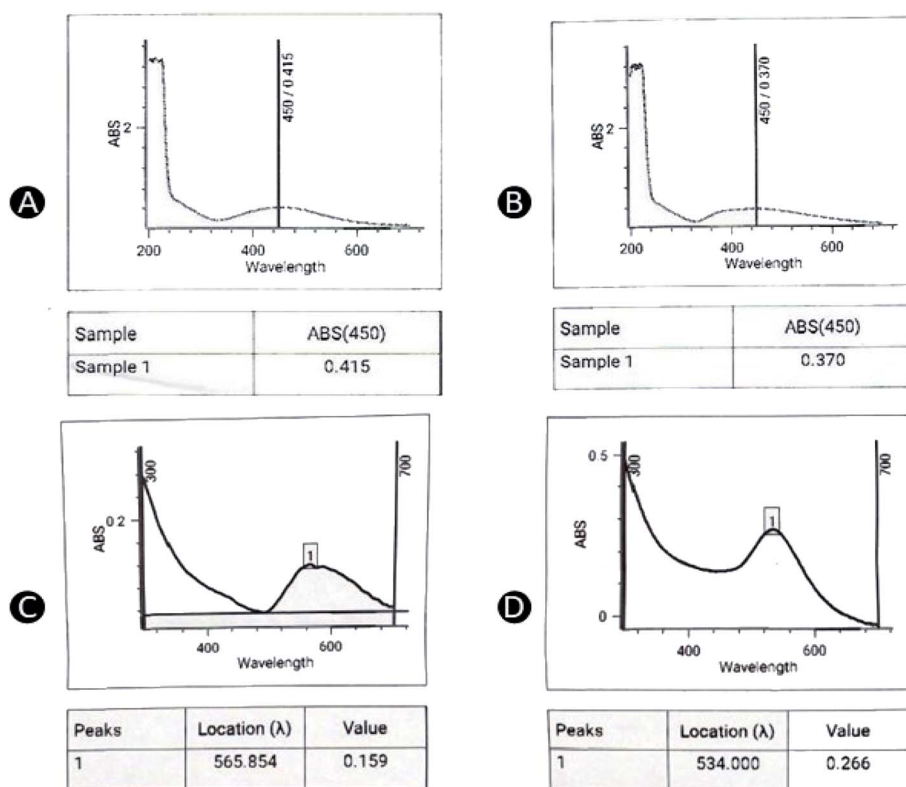 A
ABS
2
450 / 0 415
200 400 600
Wavelength
Sample ABS(450)
Sample 1 0.415
B
ABS
2
450 / 0 370
200 400 600
Wavelength
Sample ABS(450)
Sample 1 0.370
C
300
700
ABS
0 2
1
400 600
Wavelength
Peaks Location (λ) Value
1 565.854 0.159
D
0 5
300
700
ABS
1
0
400 600
Wavelength
Peaks Location (λ) Value
1 534.000 0.266